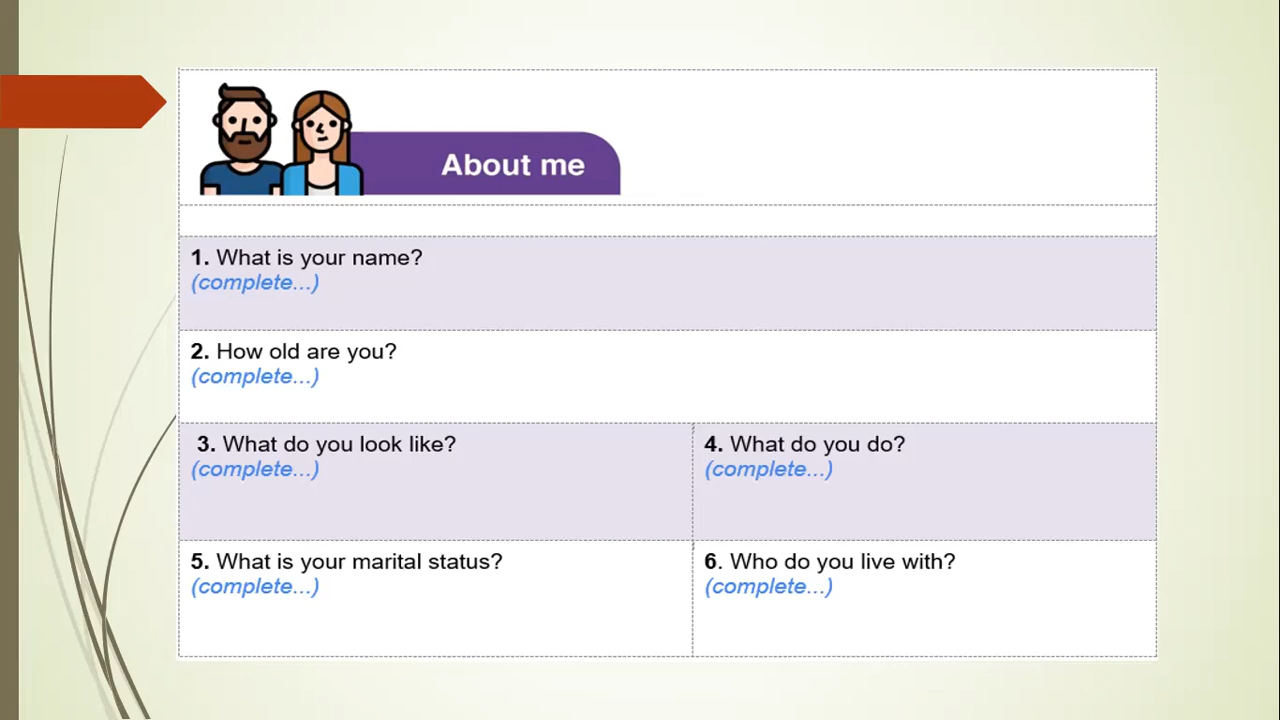 About me
1. What is your name?
(complete...)
2. How old are you?
(complete...)
3. What do you look like?
(complete...)
4. What do you do?
(complete...)
5. What is your marital status?
(complete...)
6. Who do you live with?
(complete...)